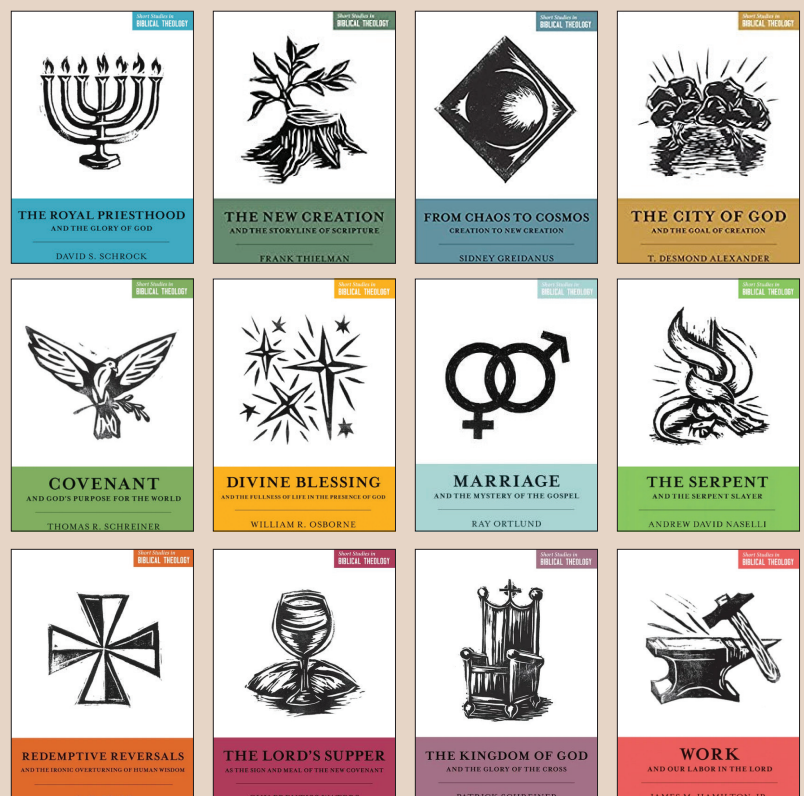 Short Studies in
BIBLICAL THEOLOGY
THE ROYAL PRIESTHOOD
AND THE GLORY OF GOD
DAVID S. SCHROCK
Short Studies in
BIBLICAL THEOLOGY
THE NEW CREATION
AND THE STORYLINE OF SCRIPTURE
FRANK THIELMAN
Short Studies in
BIBLICAL THEOLOGY
FROM CHAOS TO COSMOS
CREATION TO NEW CREATION
SIDNEY GREIDANUS
Short Studies in
BIBLICAL THEOLOGY
THE CITY OF GOD
AND THE GOAL OF CREATION
T. DESMOND ALEXANDER
Short Studies in
BIBLICAL THEOLOGY
COVENANT
AND GOD'S PURPOSE FOR THE WORLD
THOMAS R. SCHREINER
Short Studies in
BIBLICAL THEOLOGY
DIVINE BLESSING
AND THE FULLNESS OF LIFE IN THE PRESENCE OF GOD
WILLIAM R. OSBORNE
Short Studies in
BIBLICAL THEOLOGY
MARRIAGE
AND THE MYSTERY OF THE GOSPEL
RAY ORTLUND
Short Studies in
BIBLICAL THEOLOGY
THE SERPENT
AND THE SERPENT SLAYER
ANDREW DAVID NASELLI
Short Studies in
BIBLICAL THEOLOGY
REDEMPTIVE REVERSALS
AND THE IRONIC OVERTURNING OF HUMAN WISDOM
Short Studies in
BIBLICAL THEOLOGY
THE LORD'S SUPPER
AS THE SIGN AND MEAL OF THE NEW COVENANT
Short Studies in
BIBLICAL THEOLOGY
THE KINGDOM OF GOD
AND THE GLORY OF THE CROSS
PATRICK SCHREINER
Short Studies in
BIBLICAL THEOLOGY
WORK
AND OUR LABOR IN THE LORD
JAMES M. HAMILTON JR.